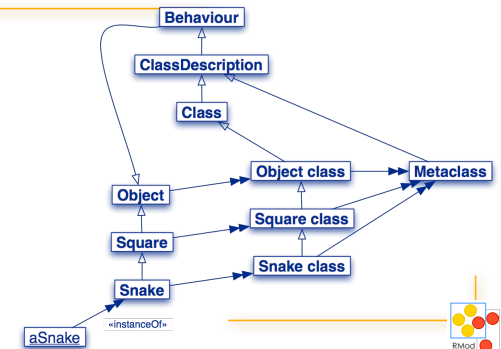 Behaviour
ClassDescription
Class
Object class
Metaclass
Object
Square class
Square
Snake class
Snake
«instanceOf»
aSnake
RMod